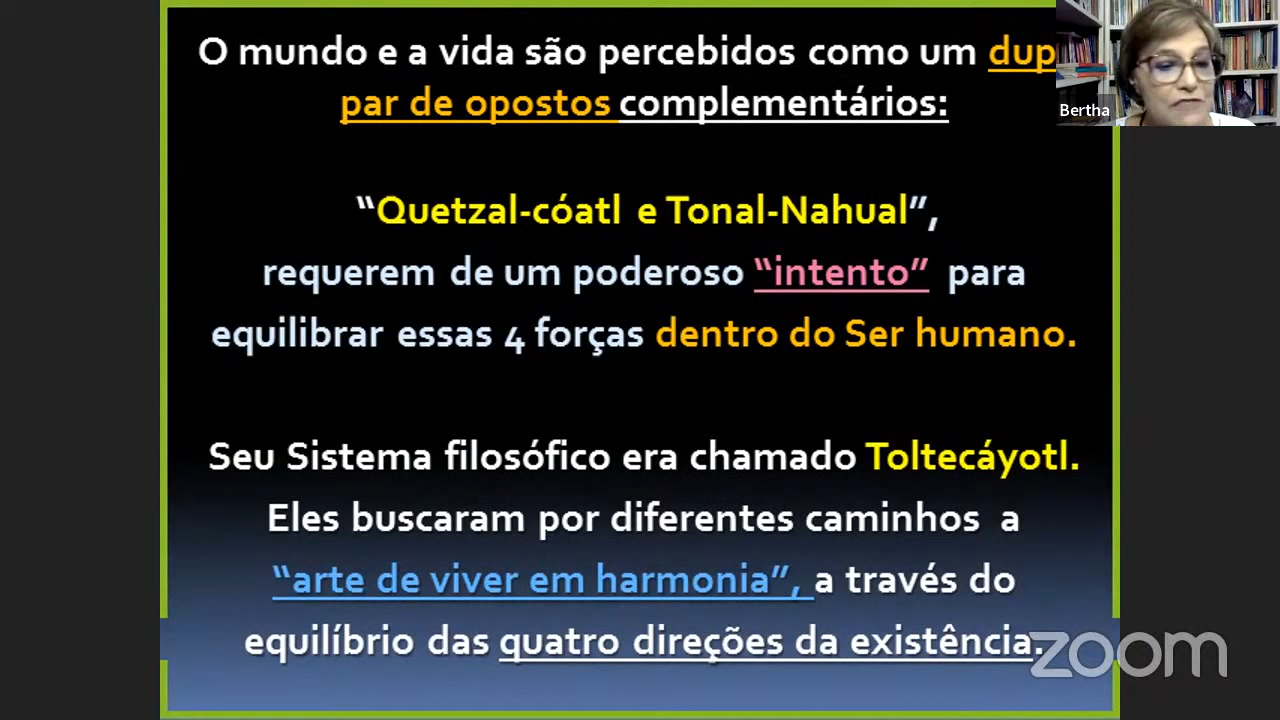 O mundo e a vida são percebidos como um
par de opostos complementários:
Bertha
“Quetzal-cóatl e Tonal-Nahual”,
requerem de um poderoso “intento” para
equilibrar essas 4 forças dentro do Ser humano.
Seu Sistema filosófico era chamado Toltecáyotl.
Eles buscaram por diferentes caminhos a
“arte de viver em harmonia”, a través do
equilíbrio das quatro direções da existência.
zoom